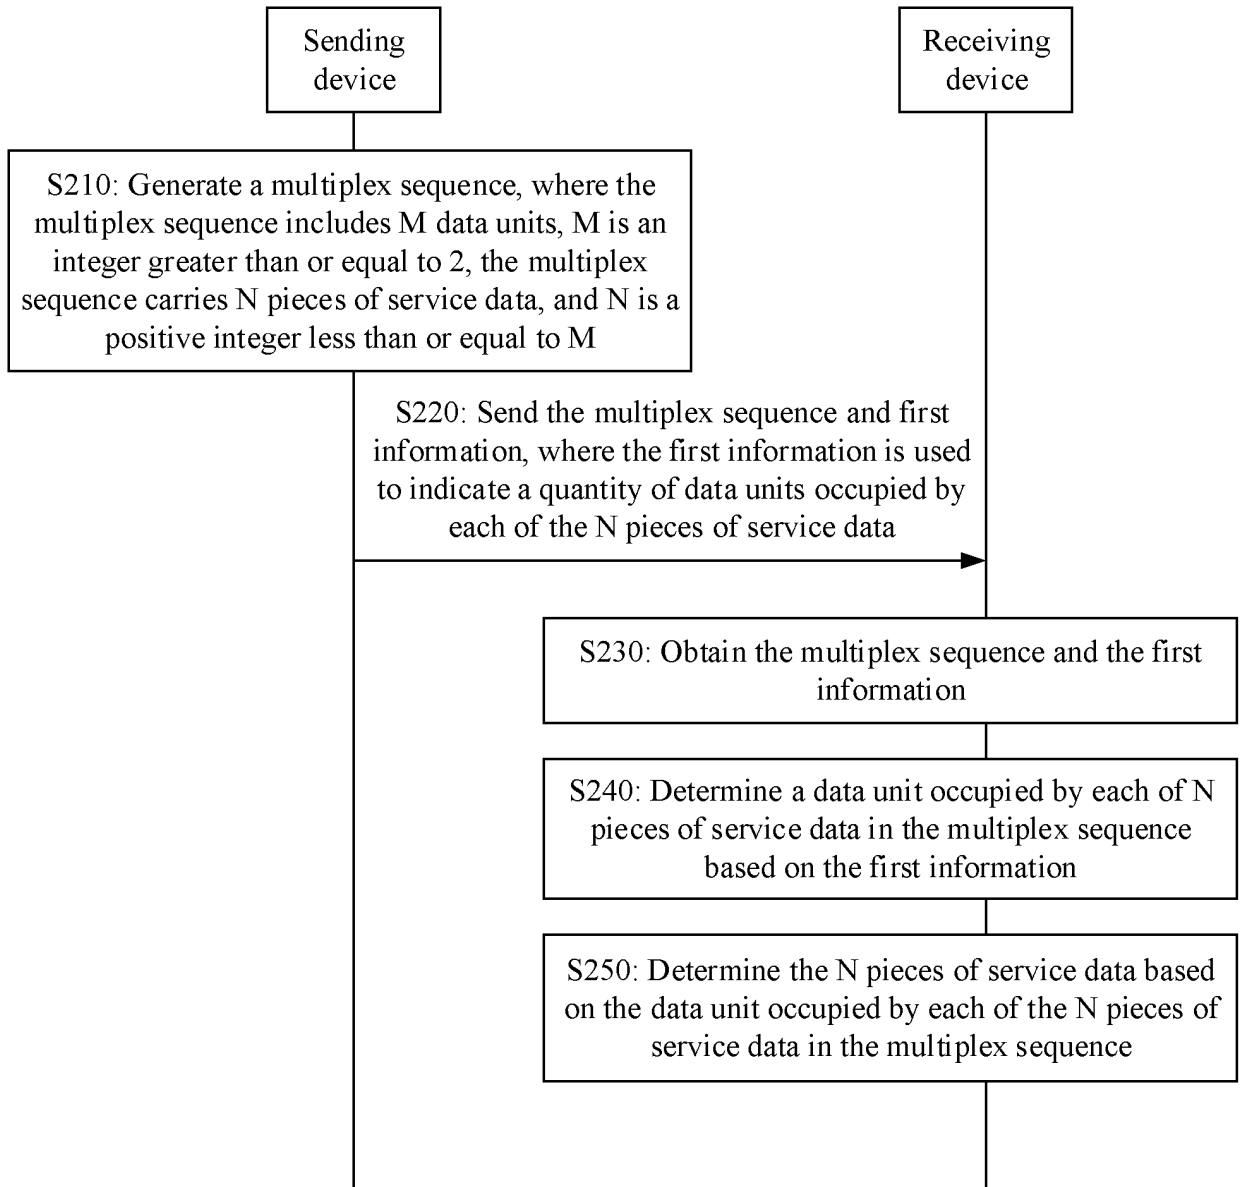 Sending
device
Receiving
device
S210: Generate a multiplex sequence, where the
multiplex sequence includes M data units, M is an
integer greater than or equal to 2, the multiplex
sequence carries N pieces of service data, and N is a
positive integer less than or equal to M
S220: Send the multiplex sequence and first
information, where the first information is used
to indicate a quantity of data units occupied by
each of the N pieces of service data
S230: Obtain the multiplex sequence and the first
information
S240: Determine a data unit occupied by each of N
pieces of service data in the multiplex sequence
based on the first information
S250: Determine the N pieces of service data based
on the data unit occupied by each of the N pieces of
service data in the multiplex sequence